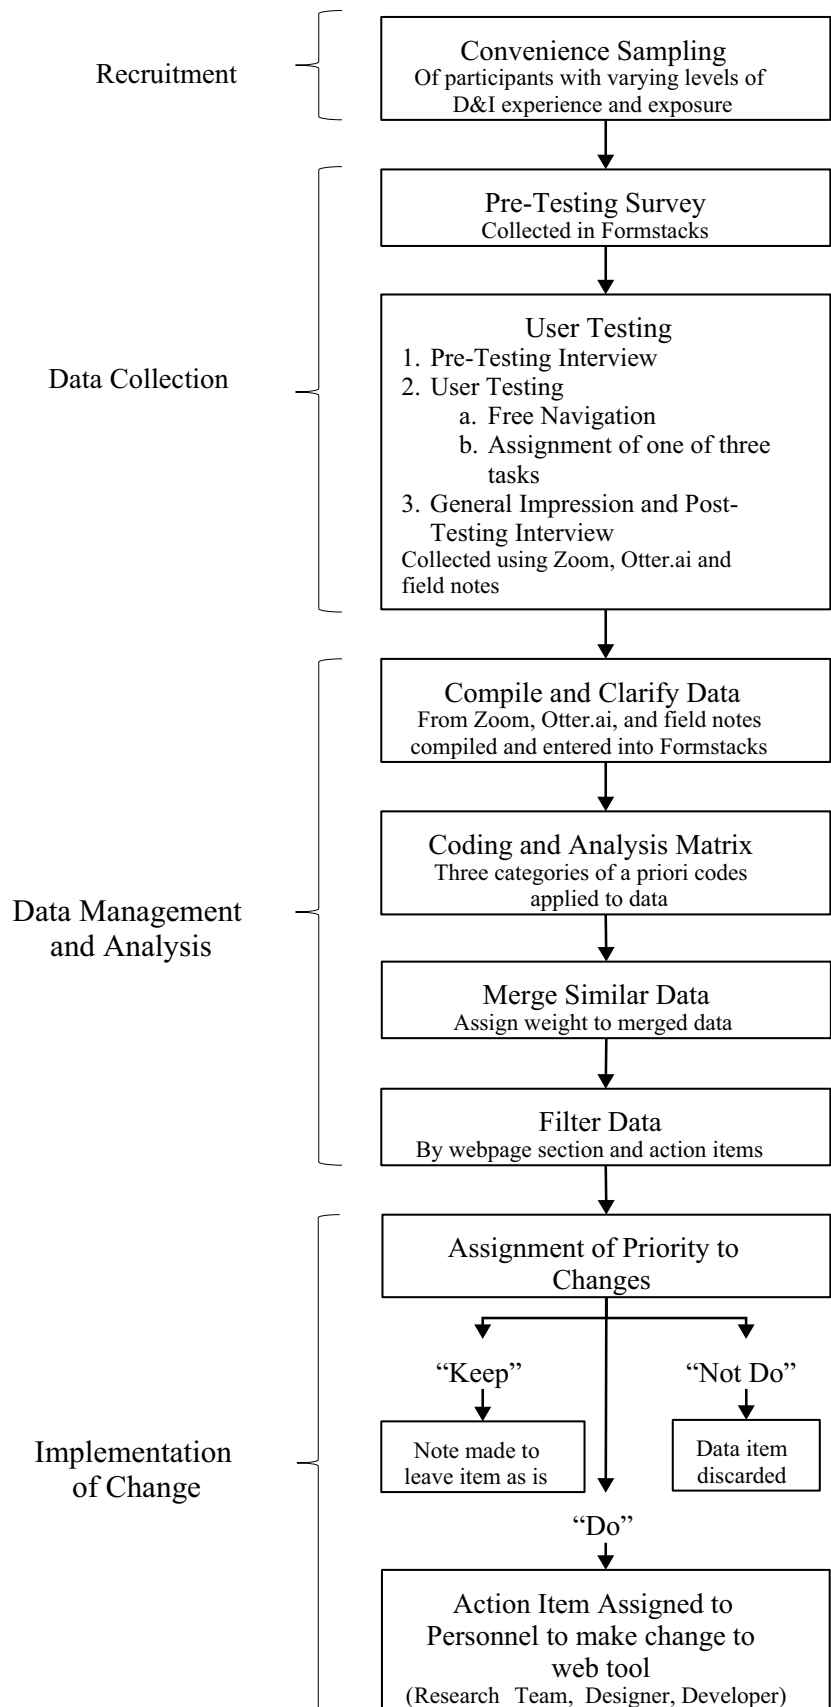 Recruitment
Convenience Sampling
Of participants with varying levels of
D&I experience and exposure
Data Collection
Pre-Testing Survey
Collected in Formstacks
User Testing
1. Pre-Testing Interview
2. User Testing
a. Free Navigation
b. Assignment of one of three
tasks
3. General Impression and Post-
Testing Interview
Collected using Zoom, Otter.ai and
field notes
Data Management
and Analysis
Compile and Clarify Data
From Zoom, Otter.ai, and field notes
compiled and entered into Formstacks
Coding and Analysis Matrix
Three categories of a priori codes
applied to data
Merge Similar Data
Assign weight to merged data
Filter Data
By webpage section and action items
Implementation
of Change
Assignment of Priority to
Changes
“Keep”
“Not Do”
Note made to
leave item as is
Data item
discarded
“Do”
Action Item Assigned to
Personnel to make change to
web tool
(Research Team, Designer, Developer)